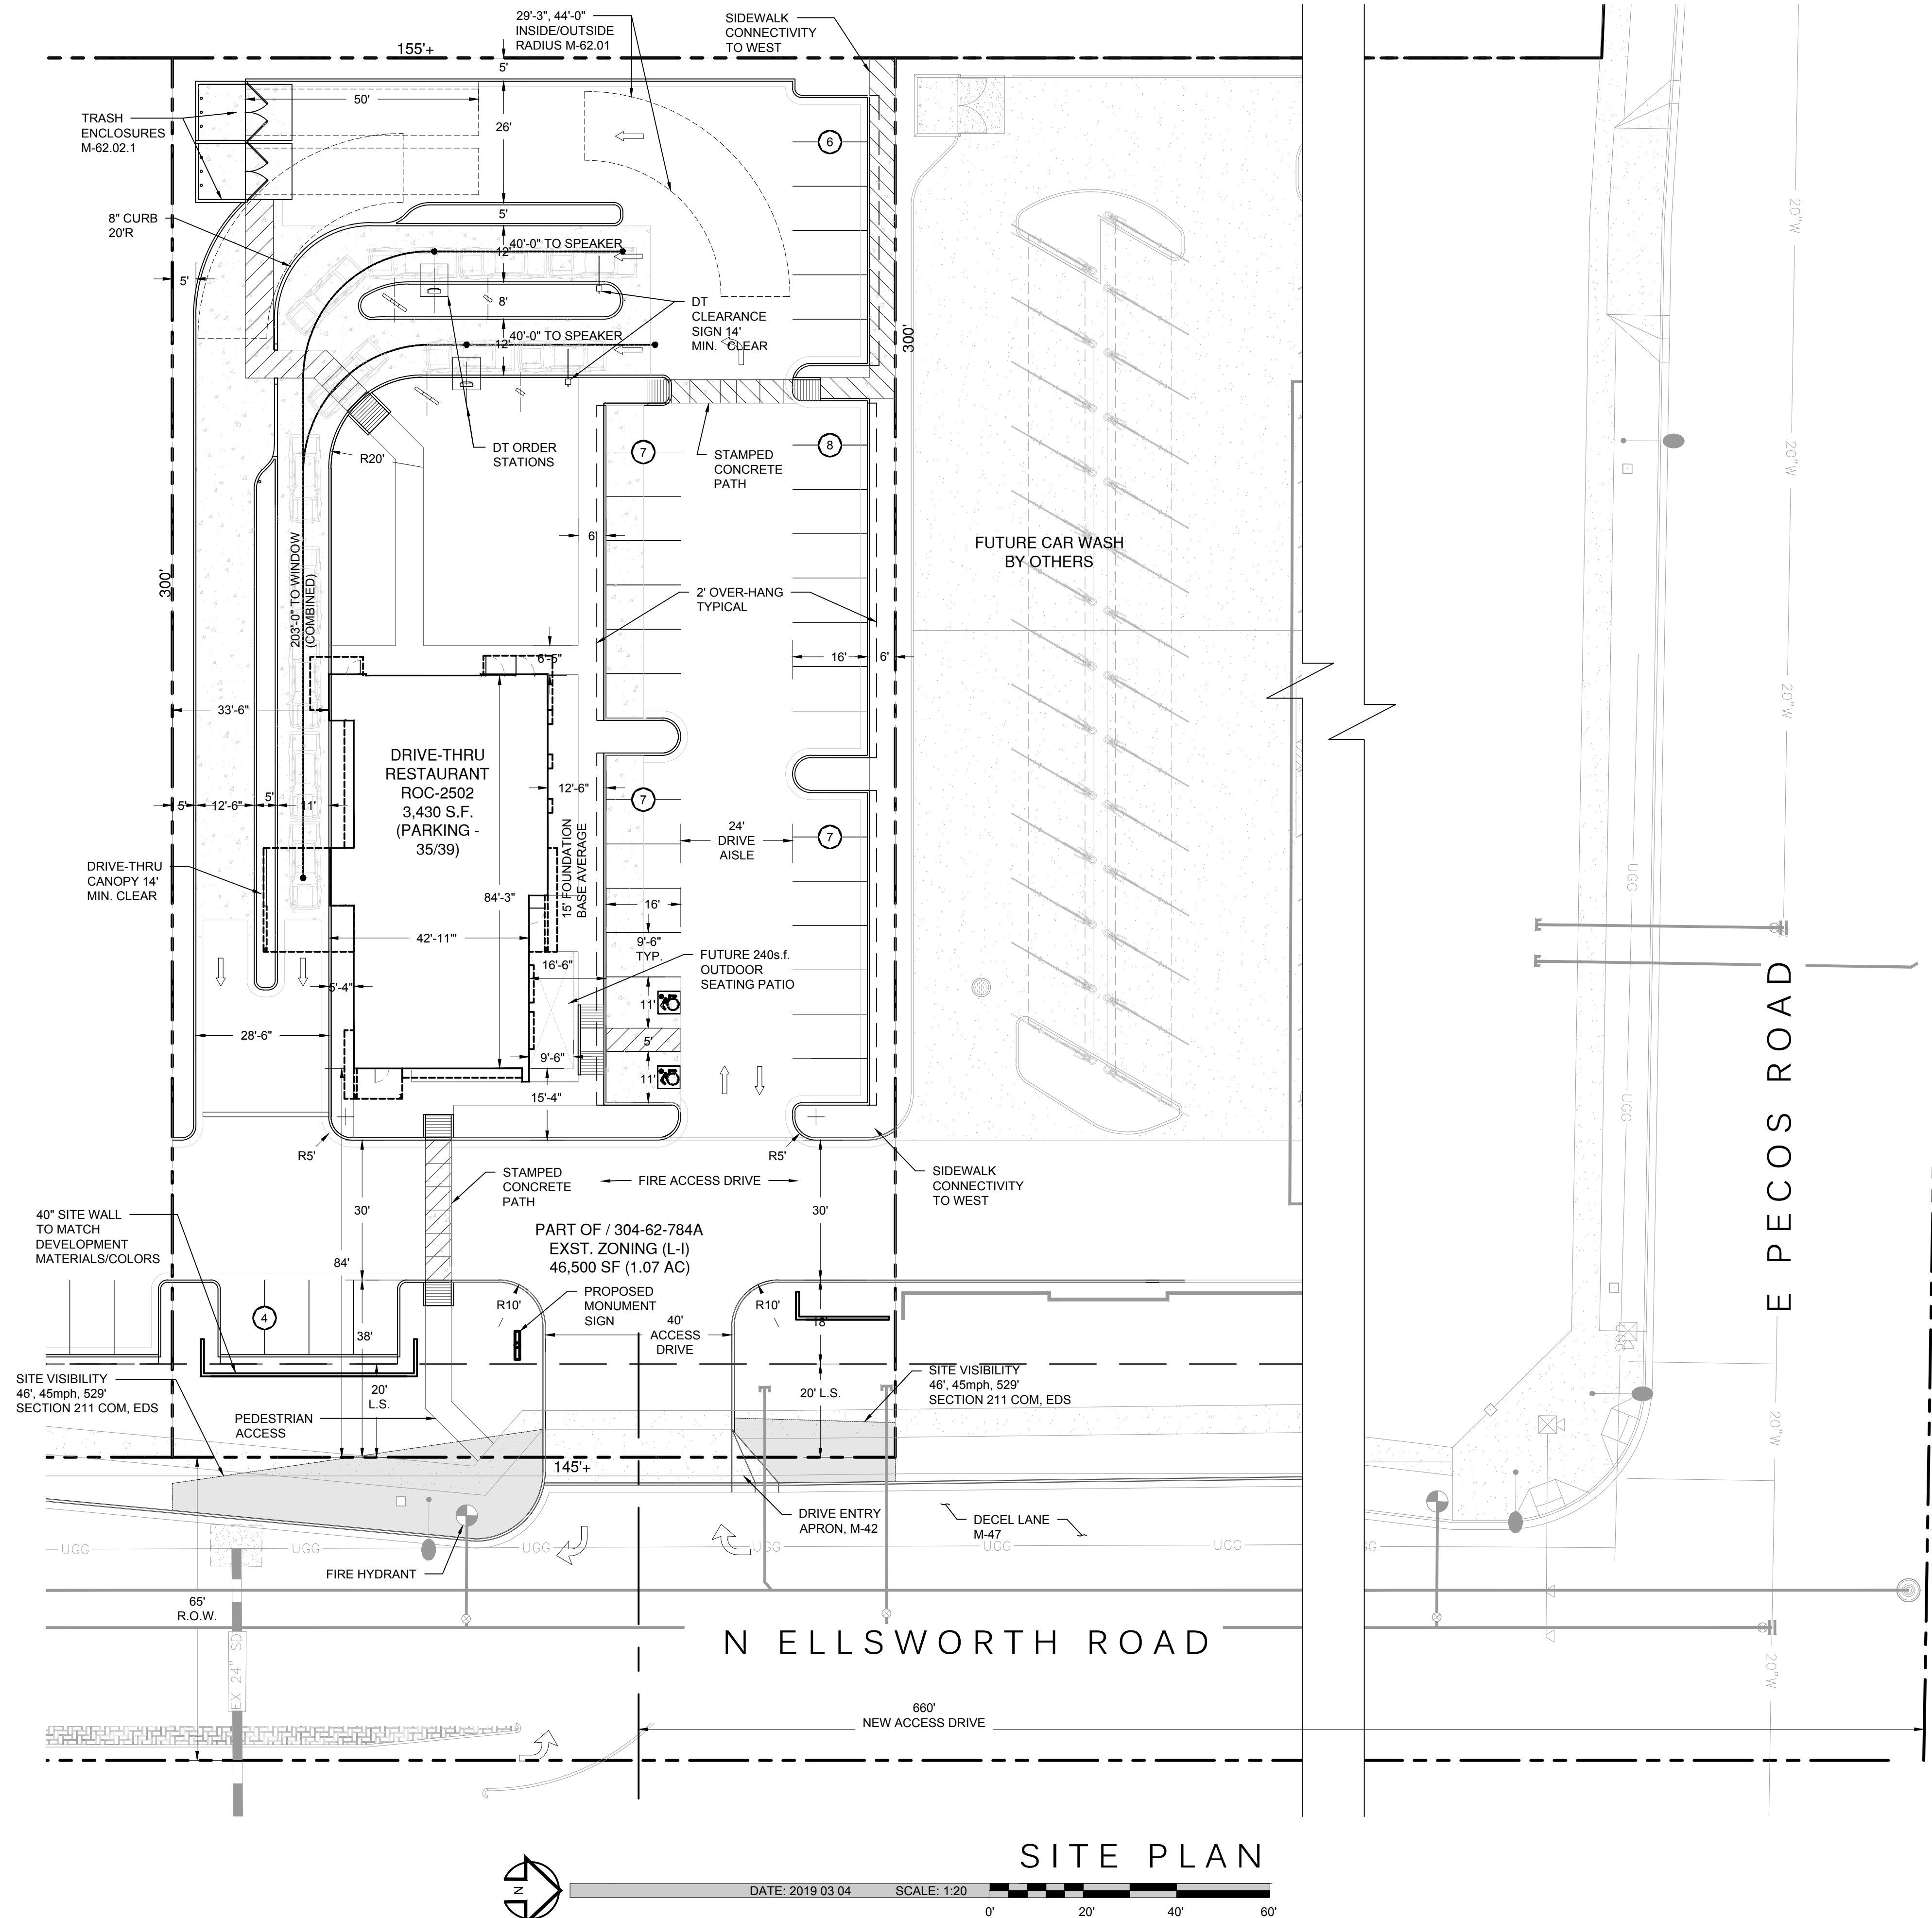 155'+
29'-3", 44'-0"
INSIDE/OUTSIDE
RADIUS M-62.01
SIDEWALK
CONNECTIVITY
TO WEST
5'
50'
26'
TRASH
ENCLOSURES
M-62.02.1
6
8" CURB
20'R
5'
40'-0" TO SPEAKER
12'
5'
8'
DT
CLEARANCE
SIGN 14'
MIN. CLEAR
40'-0" TO SPEAKER
12'
300'
20"W
R20'
DT ORDER
STATIONS
7
8
STAMPED
CONCRETE
PATH
20"W
6'
FUTURE CAR WASH
BY OTHERS
300'
203'-0" TO WINDOW
(COMBINED)
2' OVER-HANG
TYPICAL
6'-5"
16'
6'
33'-6"
20"W
DRIVE-THRU
RESTAURANT
ROC-2502
3,430 S.F.
(PARKING -
35/39)
12'-6"
5'
12'-6"
5'
11'
7
24'
DRIVE
AISLE
7
15' FOUNDATION
BASE AVERAGE
DRIVE-THRU
CANOPY 14'
MIN. CLEAR
84'-3"
16'
UGG
42'-11'"
9'-6"
TYP.
16'-6"
FUTURE 240s.f.
OUTDOOR
SEATING PATIO
5'-4"
11'
28'-6"
5'
9'-6"
11'
15'-4"
UGG
E PECOS ROAD
R5'
R5'
STAMPED
CONCRETE
PATH
FIRE ACCESS DRIVE
SIDEWALK
CONNECTIVITY
TO WEST
30'
30'
40" SITE WALL
TO MATCH
DEVELOPMENT
MATERIALS/COLORS
PART OF / 304-62-784A
EXST. ZONING (L-I)
46,500 SF (1.07 AC)
84'
4
R10'
PROPOSED
MONUMENT
SIGN
R10'
38'
40'
ACCESS
DRIVE
18'
UGG
SITE VISIBILITY
46', 45mph, 529'
SECTION 211 COM, EDS
20'
L.S.
20' L.S.
SITE VISIBILITY
46', 45mph, 529'
SECTION 211 COM, EDS
PEDESTRIAN
ACCESS
20"W
145'+
DRIVE ENTRY
APRON, M-42
DECEL LANE
M-47
UGG
UGG
UGG
UGG
UGG
UGG
UGG
FIRE HYDRANT
65'
R.O.W.
EX 24" SD
N ELLSWORTH ROAD
20"W
660'
NEW ACCESS DRIVE
SITE PLAN
N
DATE: 2019 03 04
SCALE: 1:20
0'
20'
40'
60'